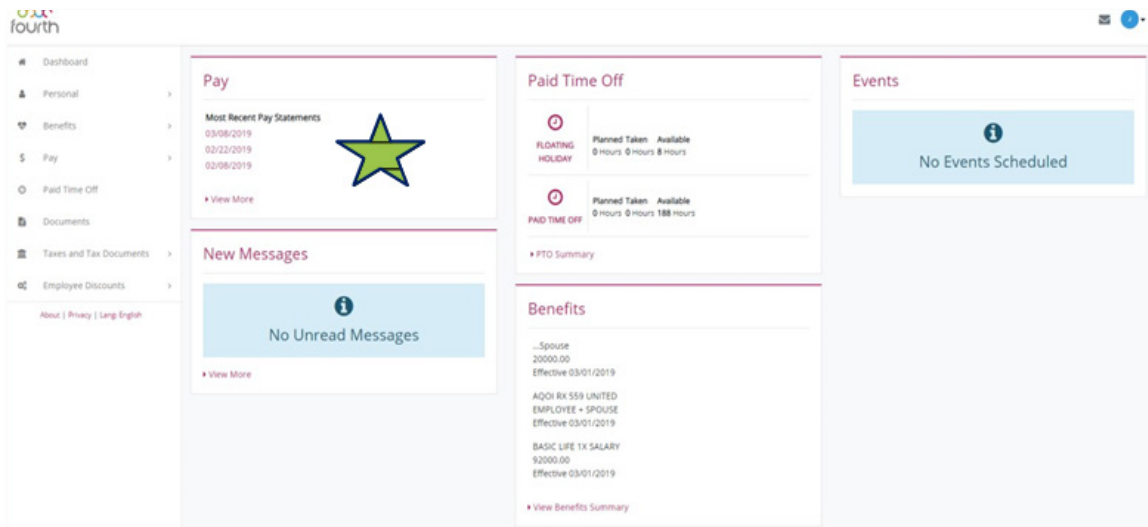 fourth
Dashboard
Personal
Benefits
Pay
Paid Time Off
Documents
Taxes and Tax Documents
Employee Discounts
About | Privacy | Lang: English
Pay
Most Recent Pay Statements
03/08/2019
02/22/2019
02/08/2019
View More
New Messages
No Unread Messages
View More
Paid Time Off
FLOATING
HOLIDAY
Planned Taken Available
0 Hours 0 Hours 8 Hours
PAID TIME OFF
Planned Taken Available
0 Hours 0 Hours 188 Hours
PTO Summary
Benefits
...Spouse
20000.00
Effective 03/01/2019
AQOI RX 559 UNITED
EMPLOYEE + SPOUSE
Effective 03/01/2019
BASIC LIFE 1X SALARY
92000.00
Effective 03/01/2019
View Benefits Summary
Events
No Events Scheduled